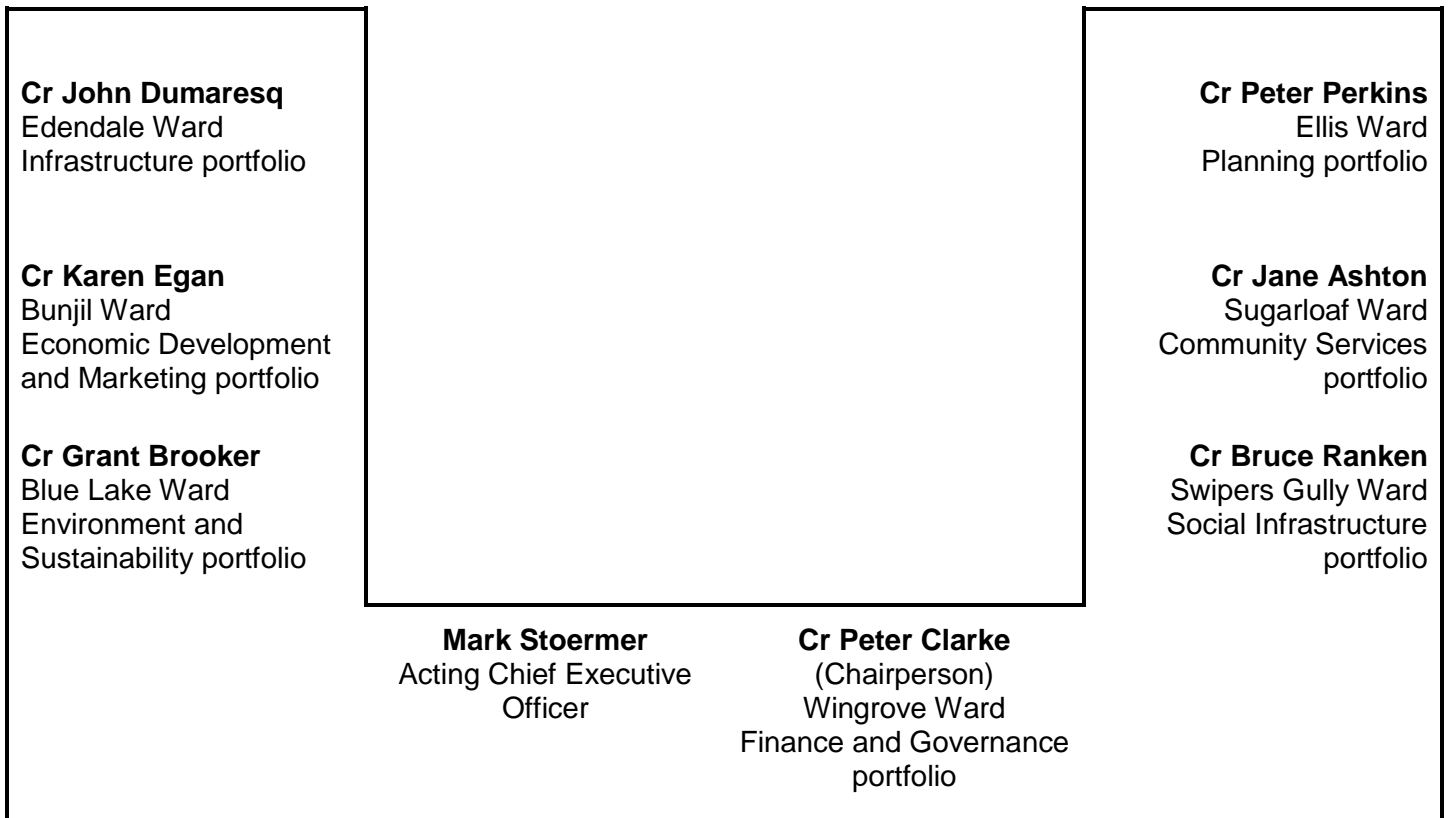 Cr John Dumaresq
Edendale Ward
Infrastructure portfolio
Cr Karen Egan
Bunjil Ward
Economic Development
and Marketing portfolio
Cr Grant Brooker
Blue Lake Ward
Environment and
Sustainability portfolio
Mark Stoermer
Acting Chief Executive
Officer
Cr Peter Clarke
(Chairperson)
Wingrove Ward
Finance and Governance
portfolio
Cr Peter Perkins
Ellis Ward
Planning portfolio
Cr Jane Ashton
Sugarloaf Ward
Community Services
portfolio
Cr Bruce Ranken
Swipers Gully Ward
Social Infrastructure
portfolio